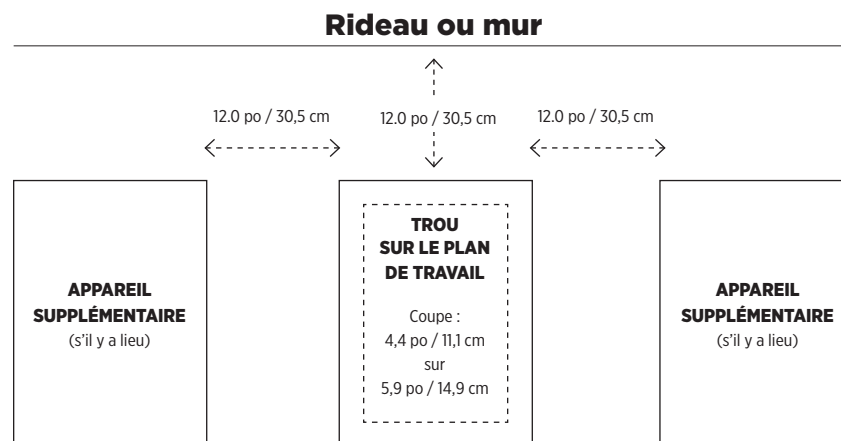 Rideau ou mur
12.0 po / 30,5 cm
12.0 po / 30,5 cm
12.0 po / 30,5 cm
APPAREIL
SUPPLÉMENTAIRE
(s’il y a lieu)
TROU
SUR LE PLAN
DE TRAVAIL
Coupe :
4,4 po / 11,1 cm
sur
5,9 po / 14,9 cm
APPAREIL
SUPPLÉMENTAIRE
(s’il y a lieu)